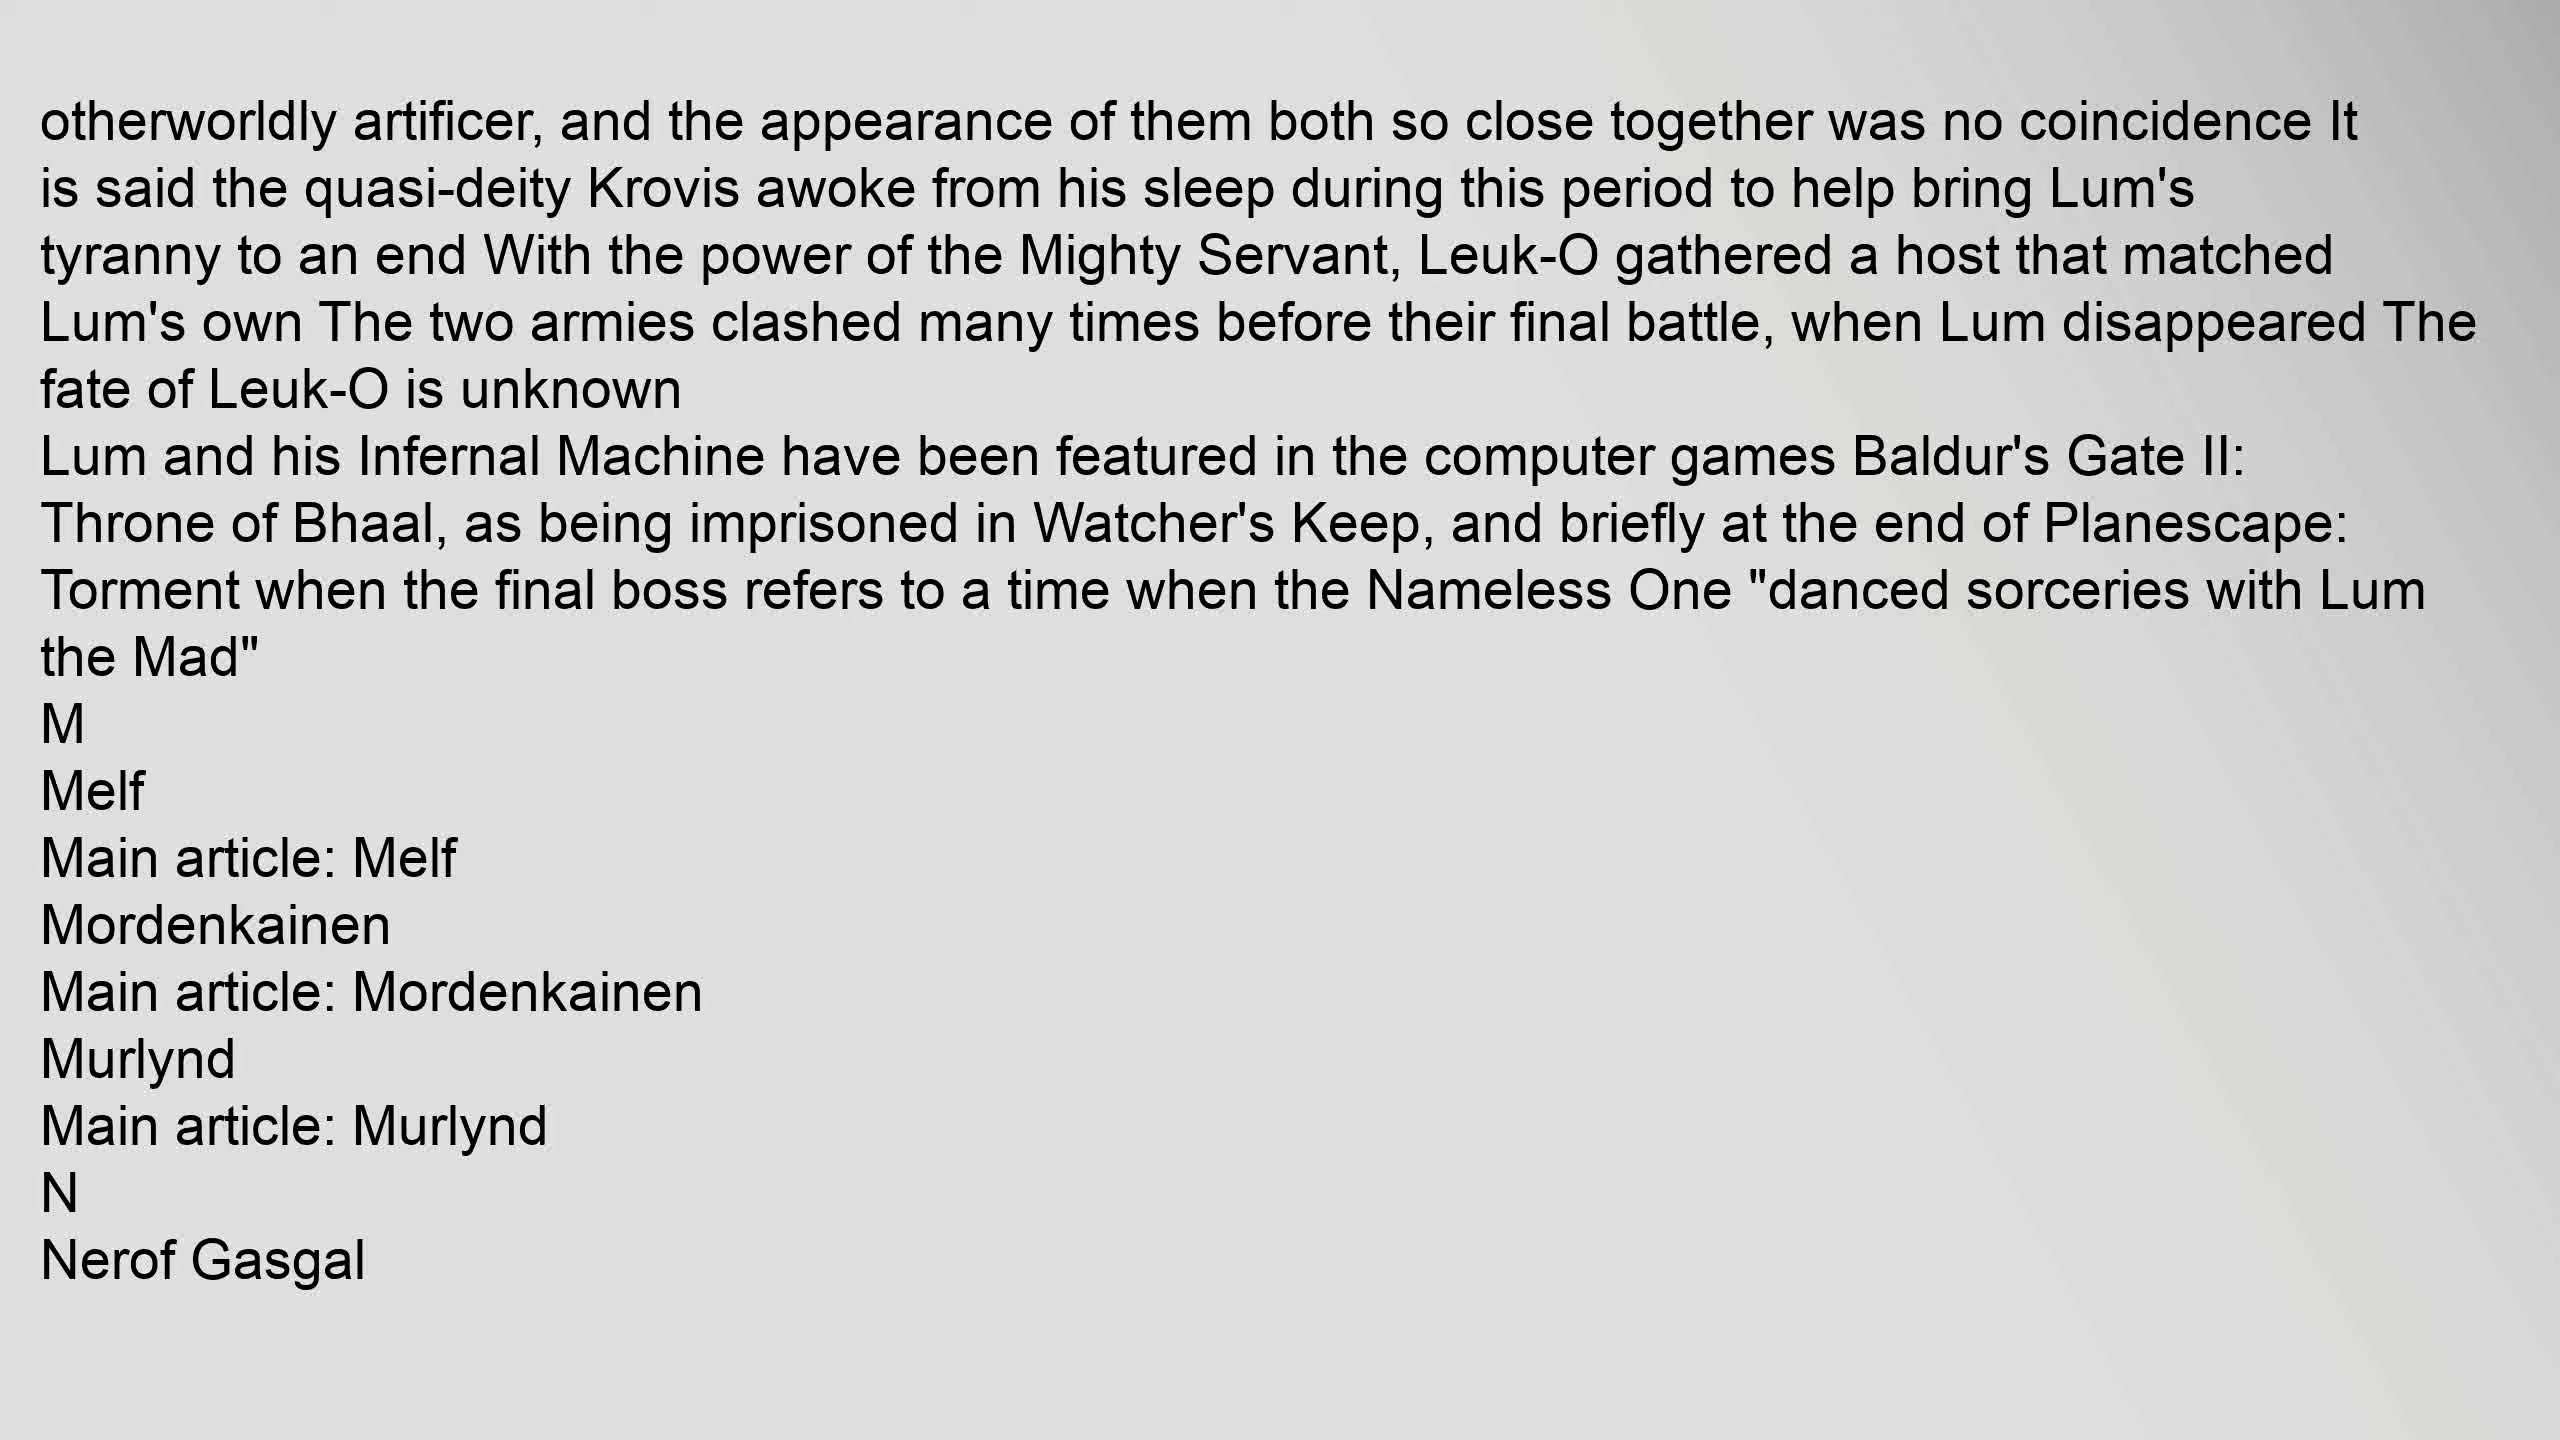 otherworldly artificer, and the appearance of them both so close together was no coincidence It
is said the quasi-deity Krovis awoke from his sleep during this period to help bring Lum's
tyranny to an end With the power of the Mighty Servant, Leuk-O gathered a host that matched
Lum's own The two armies clashed many times before their final battle, when Lum disappeared The
fate of Leuk-O is unknown
Lum and his Infernal Machine have been featured in the computer games Baldur's Gate II:
Throne of Bhaal, as being imprisoned in Watcher's Keep, and briefly at the end of Planescape:
Torment when the final boss refers to a time when the Nameless One "danced sorceries with Lum
the Mad"
M
Melf
Main article: Melf
Mordenkainen
Main article: Mordenkainen
Murlynd
Main article: Murlynd
N
Nerof Gasgal